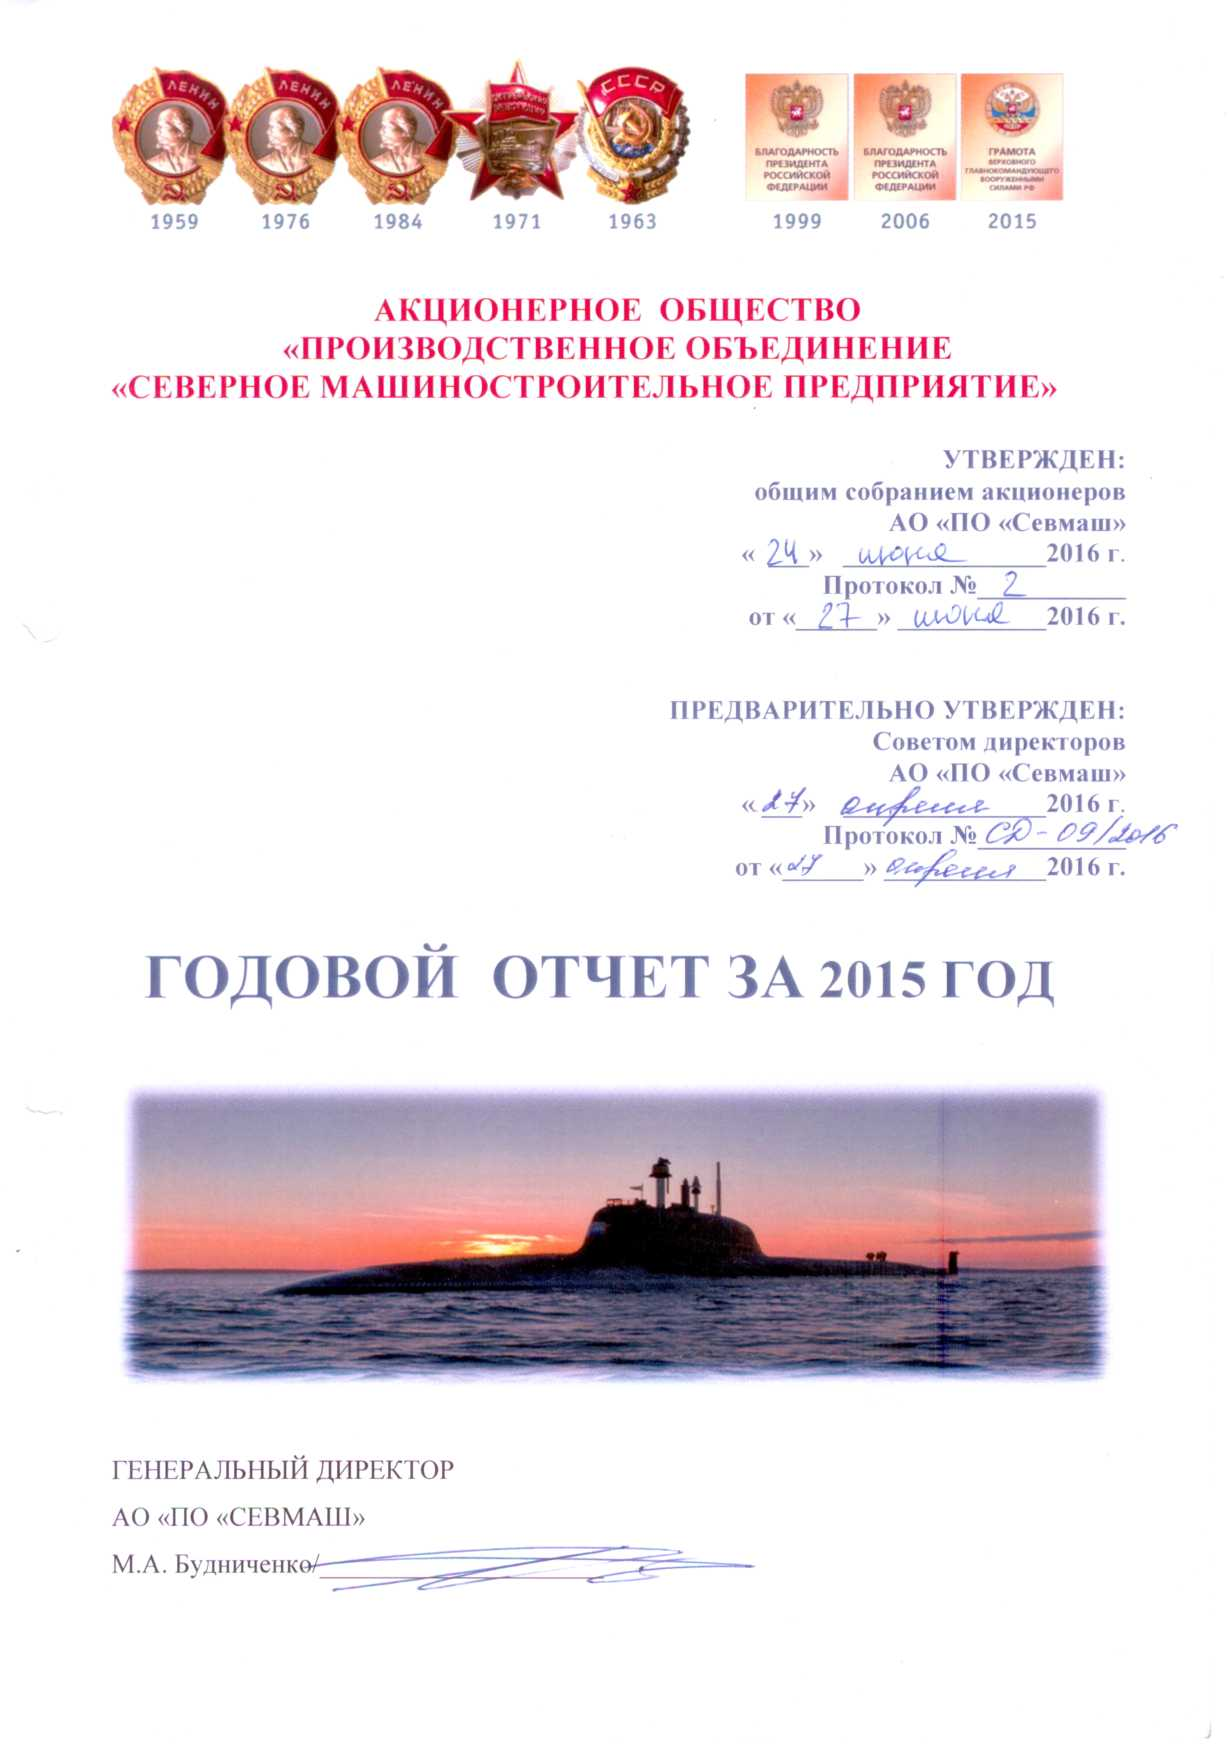 ЛЕНИН ЛЕНИН ЛЕНИН ОКТЯБРЬСКАЯ РЕВОЛЮЦИЯ СССР
БЛАГОДАРНОСТЬ ПРЕЗИДЕНТА РОССИЙСКОЙ ФЕДЕРАЦИИ
БЛАГОДАРНОСТЬ ПРЕЗИДЕНТА РОССИЙСКОЙ ФЕДЕРАЦИИ
ГРАМОТА ВЕРХОВНОГО ГЛАВНОКОМАНДУЮЩЕГО ВООРУЖЕННЫМИ СИЛАМИ РФ
1959 1976 1984 1971 1963 1999 2006 2015
АКЦИОНЕРНОЕ ОБЩЕСТВО
«ПРОИЗВОДСТВЕННОЕ ОБЪЕДИНЕНИЕ
«СЕВЕРНОЕ МАШИНОСТРОИТЕЛЬНОЕ ПРЕДПРИЯТИЕ»
УТВЕРЖДЕН:
общим собранием акционеров
АО «ПО «Севмаш»
« 24 » июня 2016 г.
Протокол № 2
от « 27 » июня 2016 г.
ПРЕДВАРИТЕЛЬНО УТВЕРЖДЕН:
Советом директоров
АО «ПО «Севмаш»
« 27 » апреля 2016 г.
Протокол № СД-09/2016
от « 27 » апреля 2016 г.
ГОДОВОЙ ОТЧЕТ ЗА 2015 ГОД
ГЕНЕРАЛЬНЫЙ ДИРЕКТОР
АО «ПО «СЕВМАШ»
М.А. Будниченко/